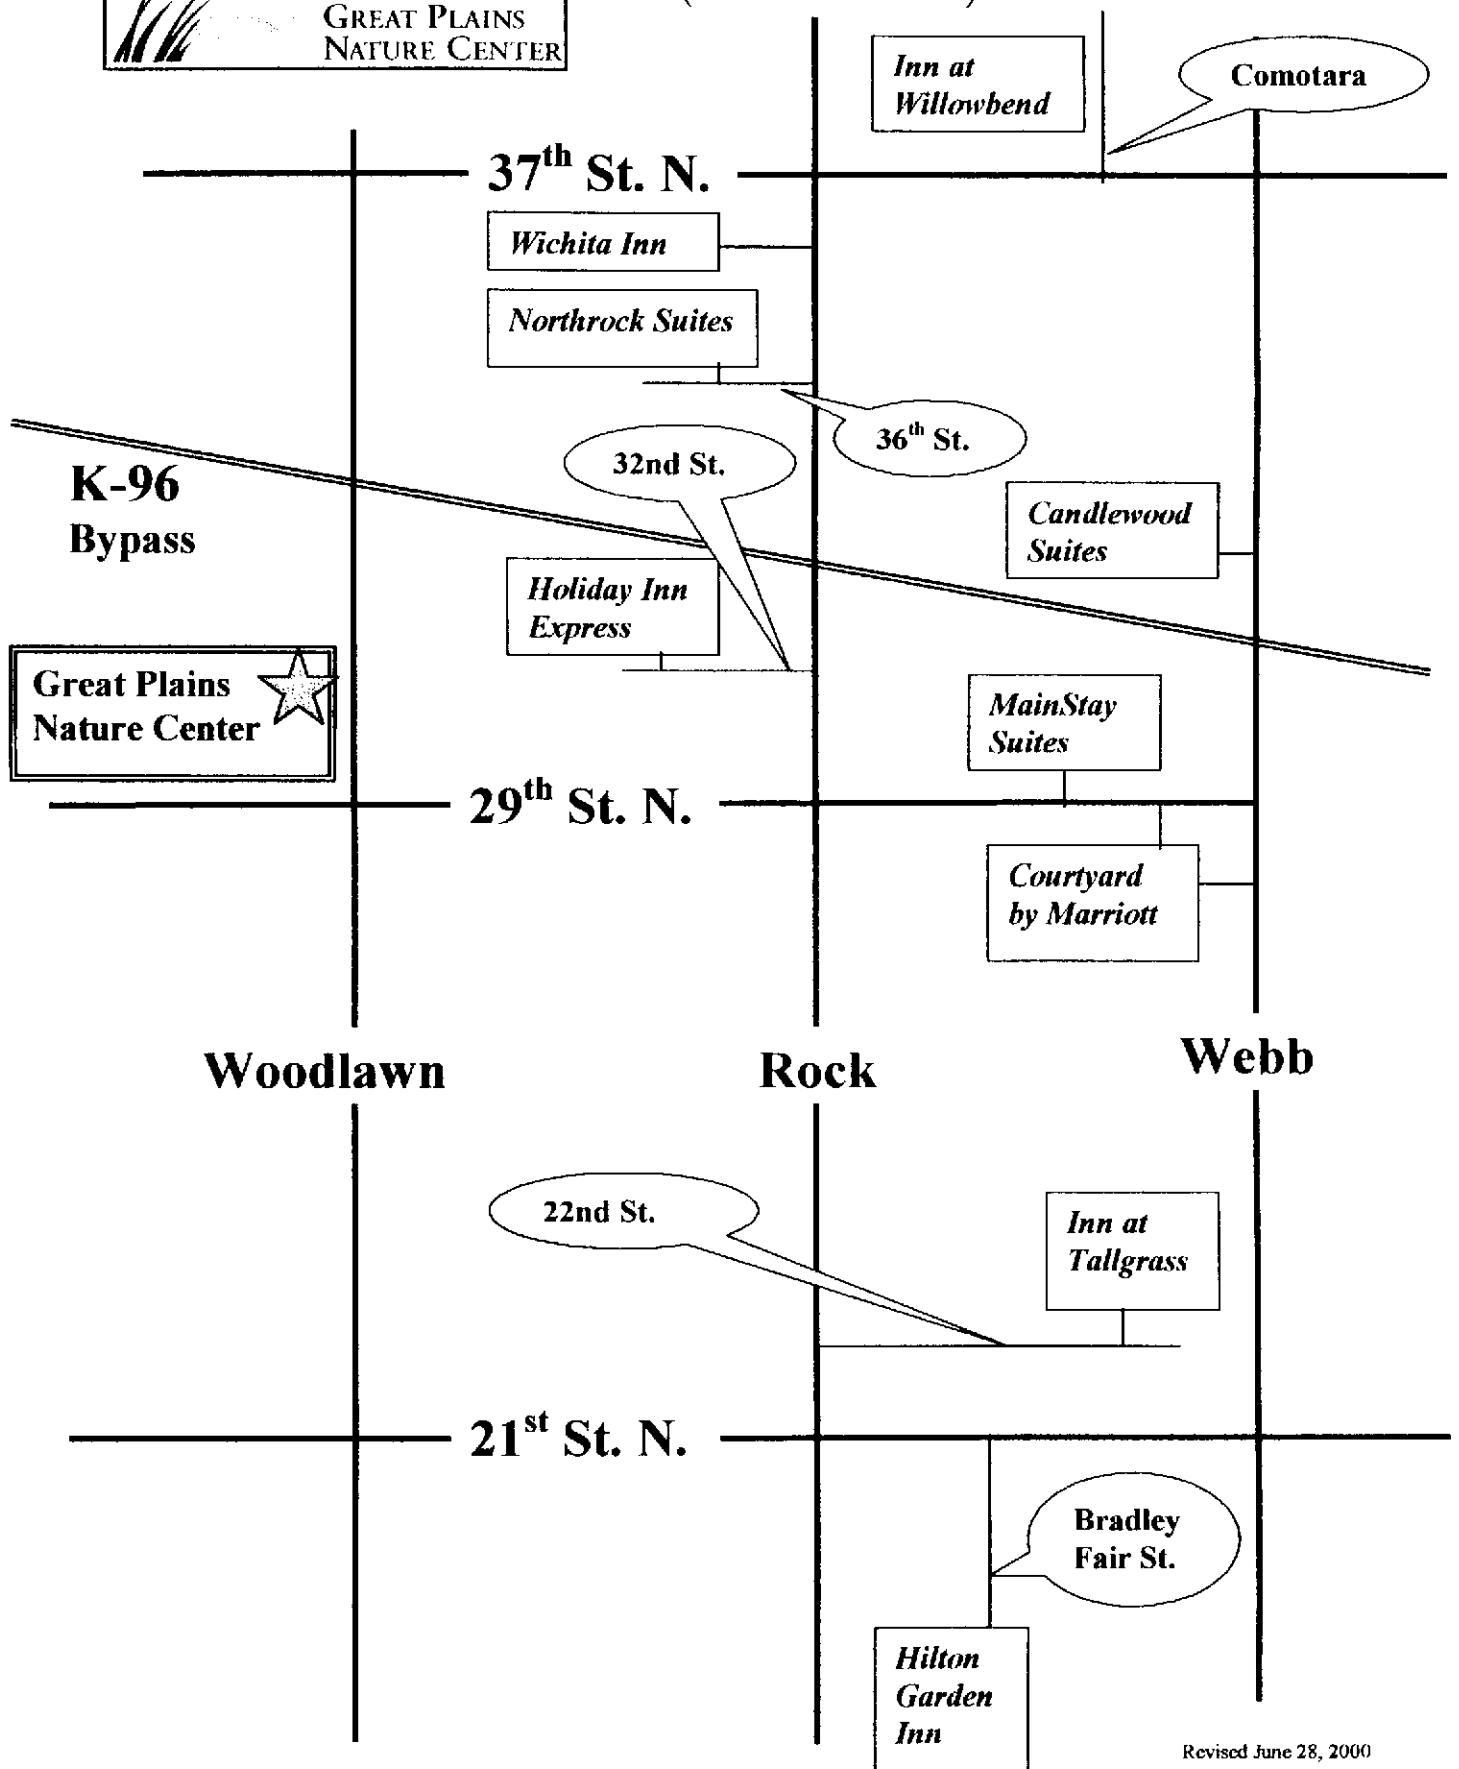 GREAT PLAINS
NATURE CENTER
Inn at
Willowbend
Comotara
37th St. N.
Wichita Inn
Northrock Suites
36th St.
32nd St.
K-96
Bypass
Candlewood
Suites
Holiday Inn
Express
Great Plains
Nature Center
MainStay
Suites
29th St. N.
Courtyard
by Marriott
Woodlawn
Rock
Webb
22nd St.
Inn at
Tallgrass
21st St. N.
Bradley
Fair St.
Hilton
Garden
Inn
Revised June 28, 2000